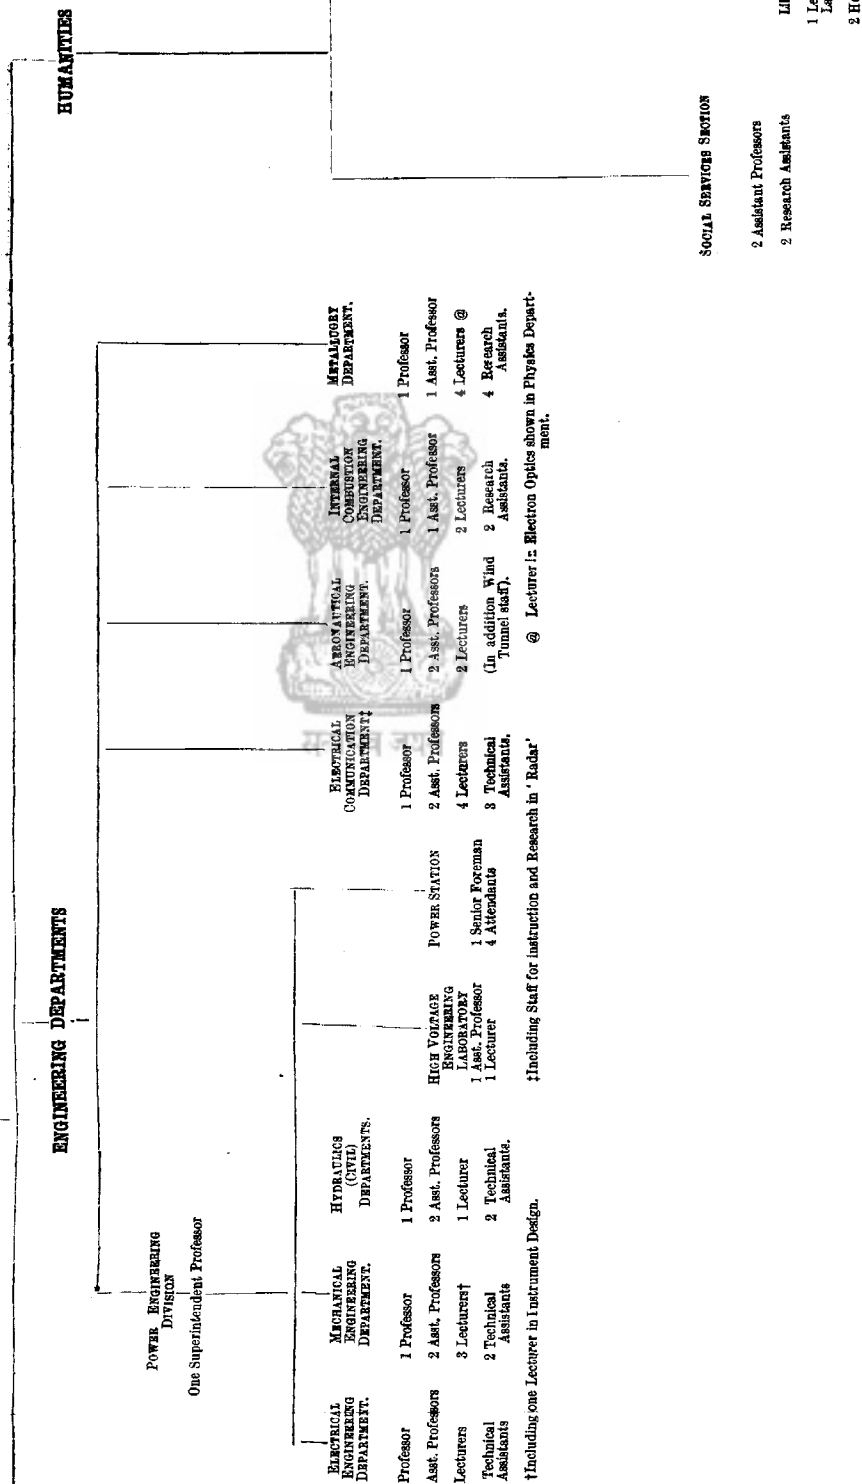 ENGINEERING DEPARTMENTS
HUMANITIES
POWER ENGINEERING
DIVISION
One Superintendent Professor
ELECTRICAL
ENGINEERING
DEPARTMENT.
Professor
Asst. Professors
Lecturers
Technical
Assistants
MECHANICAL
ENGINEERING
DEPARTMENT.
1 Professor
2 Asst. Professors
3 Lecturers†
2 Technical
Assistants
HYDRAULICS
(CIVIL)
DEPARTMENTS.
1 Professor
2 Asst. Professors
1 Lecturer
2 Technical
Assistants.
HIGH VOLTAGE
ENGINEERING
LABORATORY
1 Asst. Professor
1 Lecturer
POWER STATION
1 Senior Foreman
4 Attendants
ELECTRICAL
COMMUNICATION
DEPARTMENT‡
1 Professor
2 Asst. Professors
4 Lecturers
3 Technical
Assistants.
AERONAUTICAL
ENGINEERING
DEPARTMENT.
1 Professor
2 Asst. Professors
2 Lecturers
(In addition Wind
Tunnel staff).
INTERNAL
COMBUSTION
ENGINEERING
DEPARTMENT.
1 Professor
1 Asst. Professor
2 Lecturers
2 Research
Assistants.
METALLUGRY
DEPARTMENT.
1 Professor
1 Asst. Professor
4 Lecturers @
4 Research
Assistants.
†Including one Lecturer in Instrument Design.
‡Including Staff for instruction and Research in ' Radar'
@ Lecturer in Electron Optics shown in Physics Depart-
ment.
SOCIAL SERVICES SECTION
2 Assistant Professors
2 Research Assistants